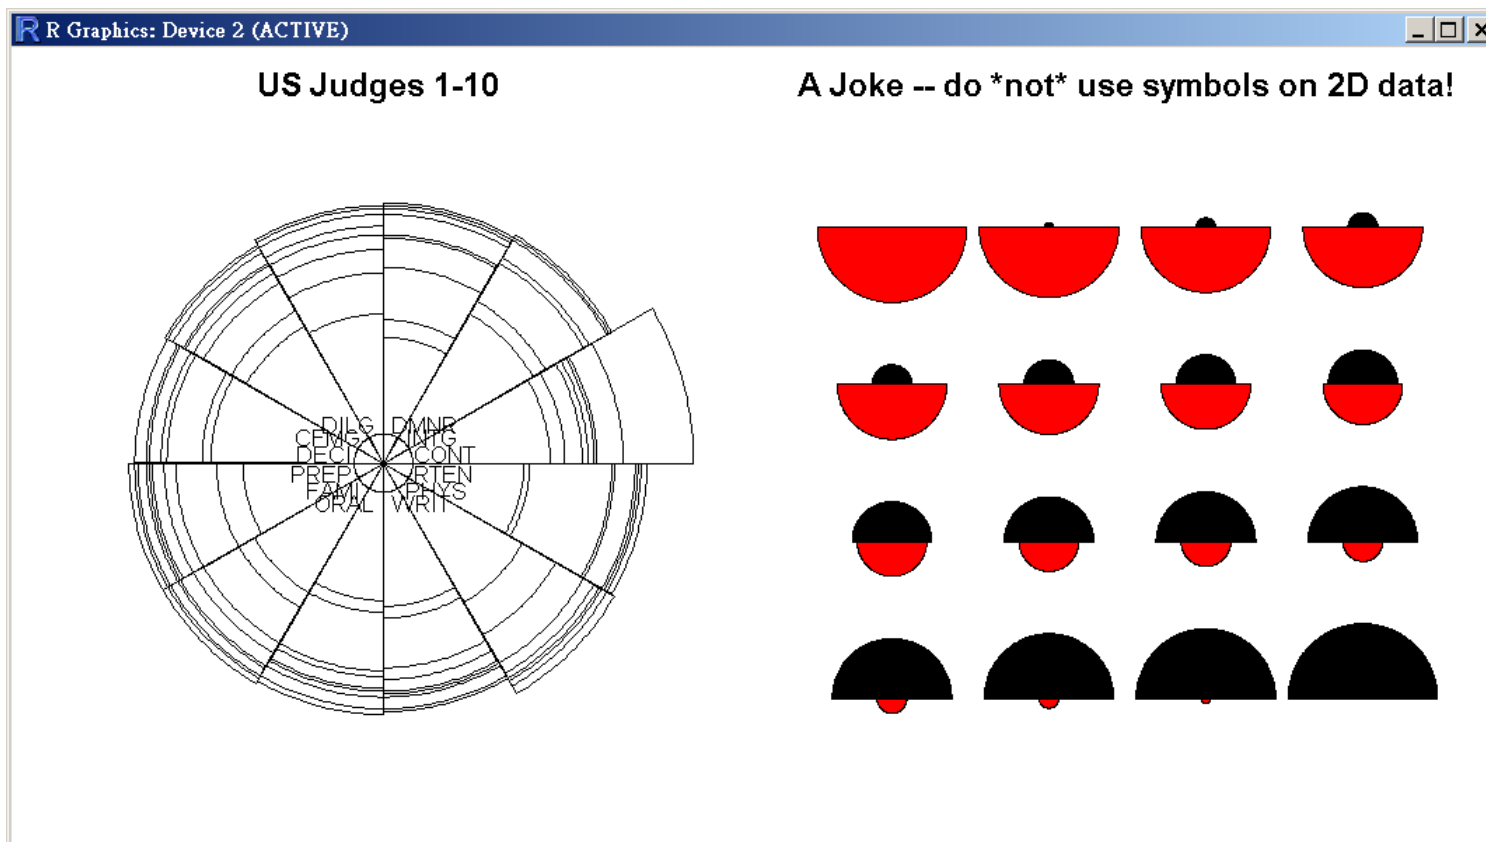 R Graphics: Device 2 (ACTIVE)
US Judges 1-10
A Joke -- do *not* use symbols on 2D data!
DILG DMNR
CFMG INTG
DECI CONT
PREP RTEN
FAMI PHYS
ORAL WRIT